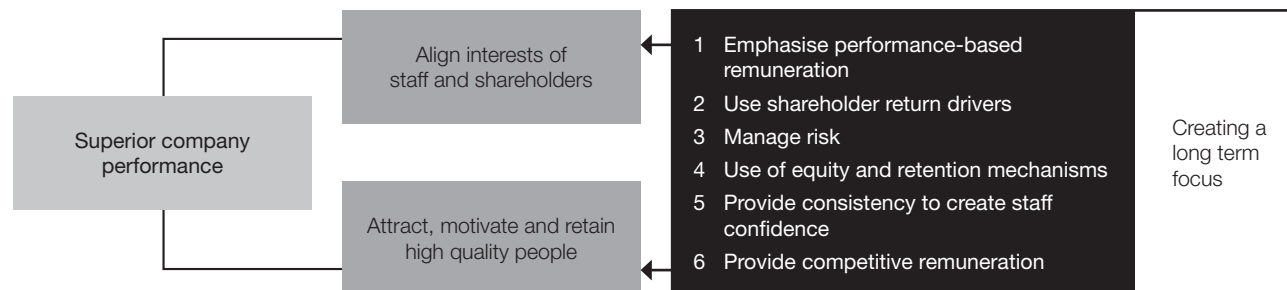 Superior company
performance
Align interests of
staff and shareholders
Attract, motivate and retain
high quality people
1 Emphasise performance-based
remuneration
2 Use shareholder return drivers
3 Manage risk
4 Use of equity and retention mechanisms
5 Provide consistency to create staff
confidence
6 Provide competitive remuneration
Creating a
long term
focus